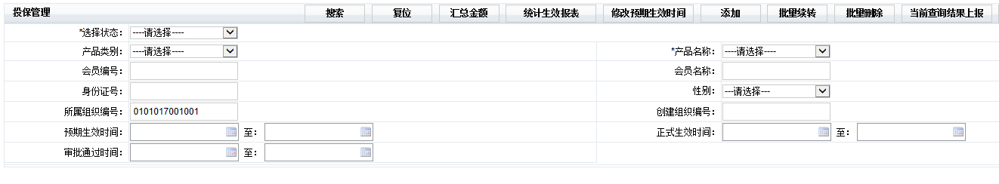 投保管理 搜索 复位 汇总金额 统计生效报表 修改预期生效时间 添加 批量续转 批量删除 当前查询结果上报
*选择状态： ----请选择----
产品类别： ----请选择---- *产品名称： ----请选择----
会员编号： 会员名称：
身份证号： 性别： ---请选择---
所属组织编号： 0101017001001 创建组织编号：
预期生效时间： 至： 正式生效时间： 至：
审批通过时间： 至：